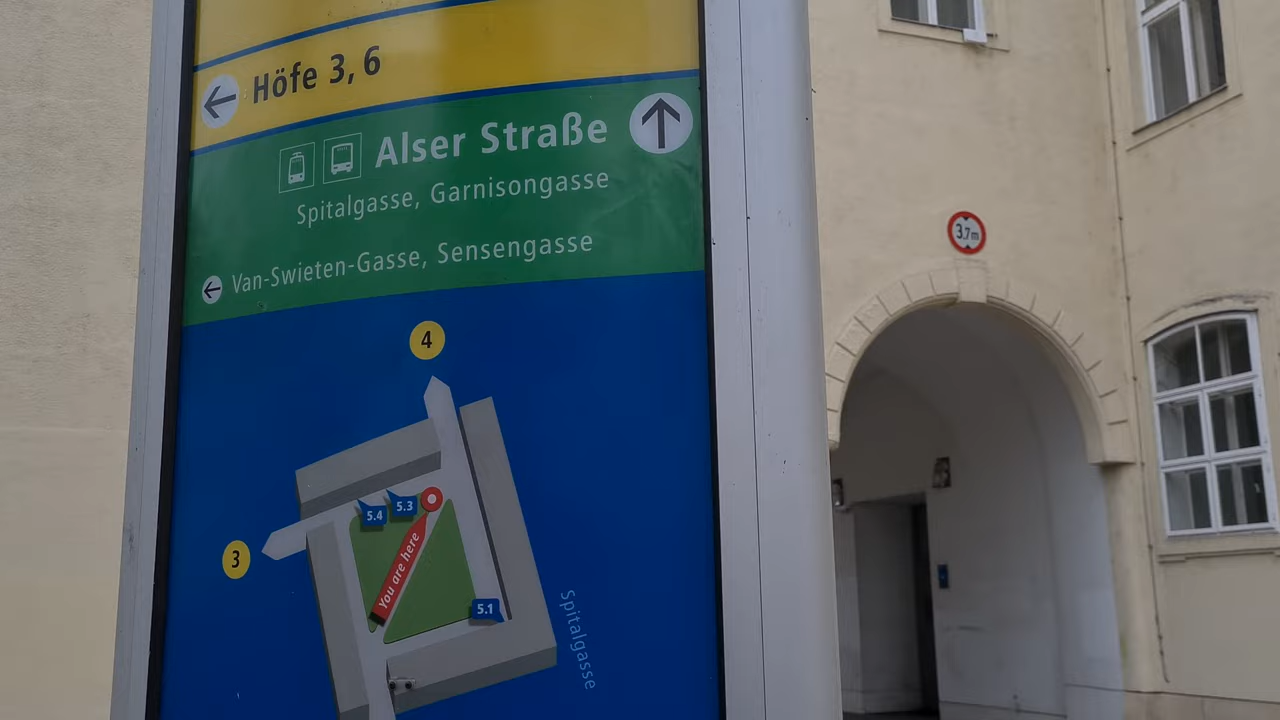 Höfe 3, 6
Alser Straße
Spitalgasse, Garnisongasse
Van-Swieten-Gasse, Sensengasse
4
3,7m
5.4
5.3
3
You are here
5.1
Spitalgasse